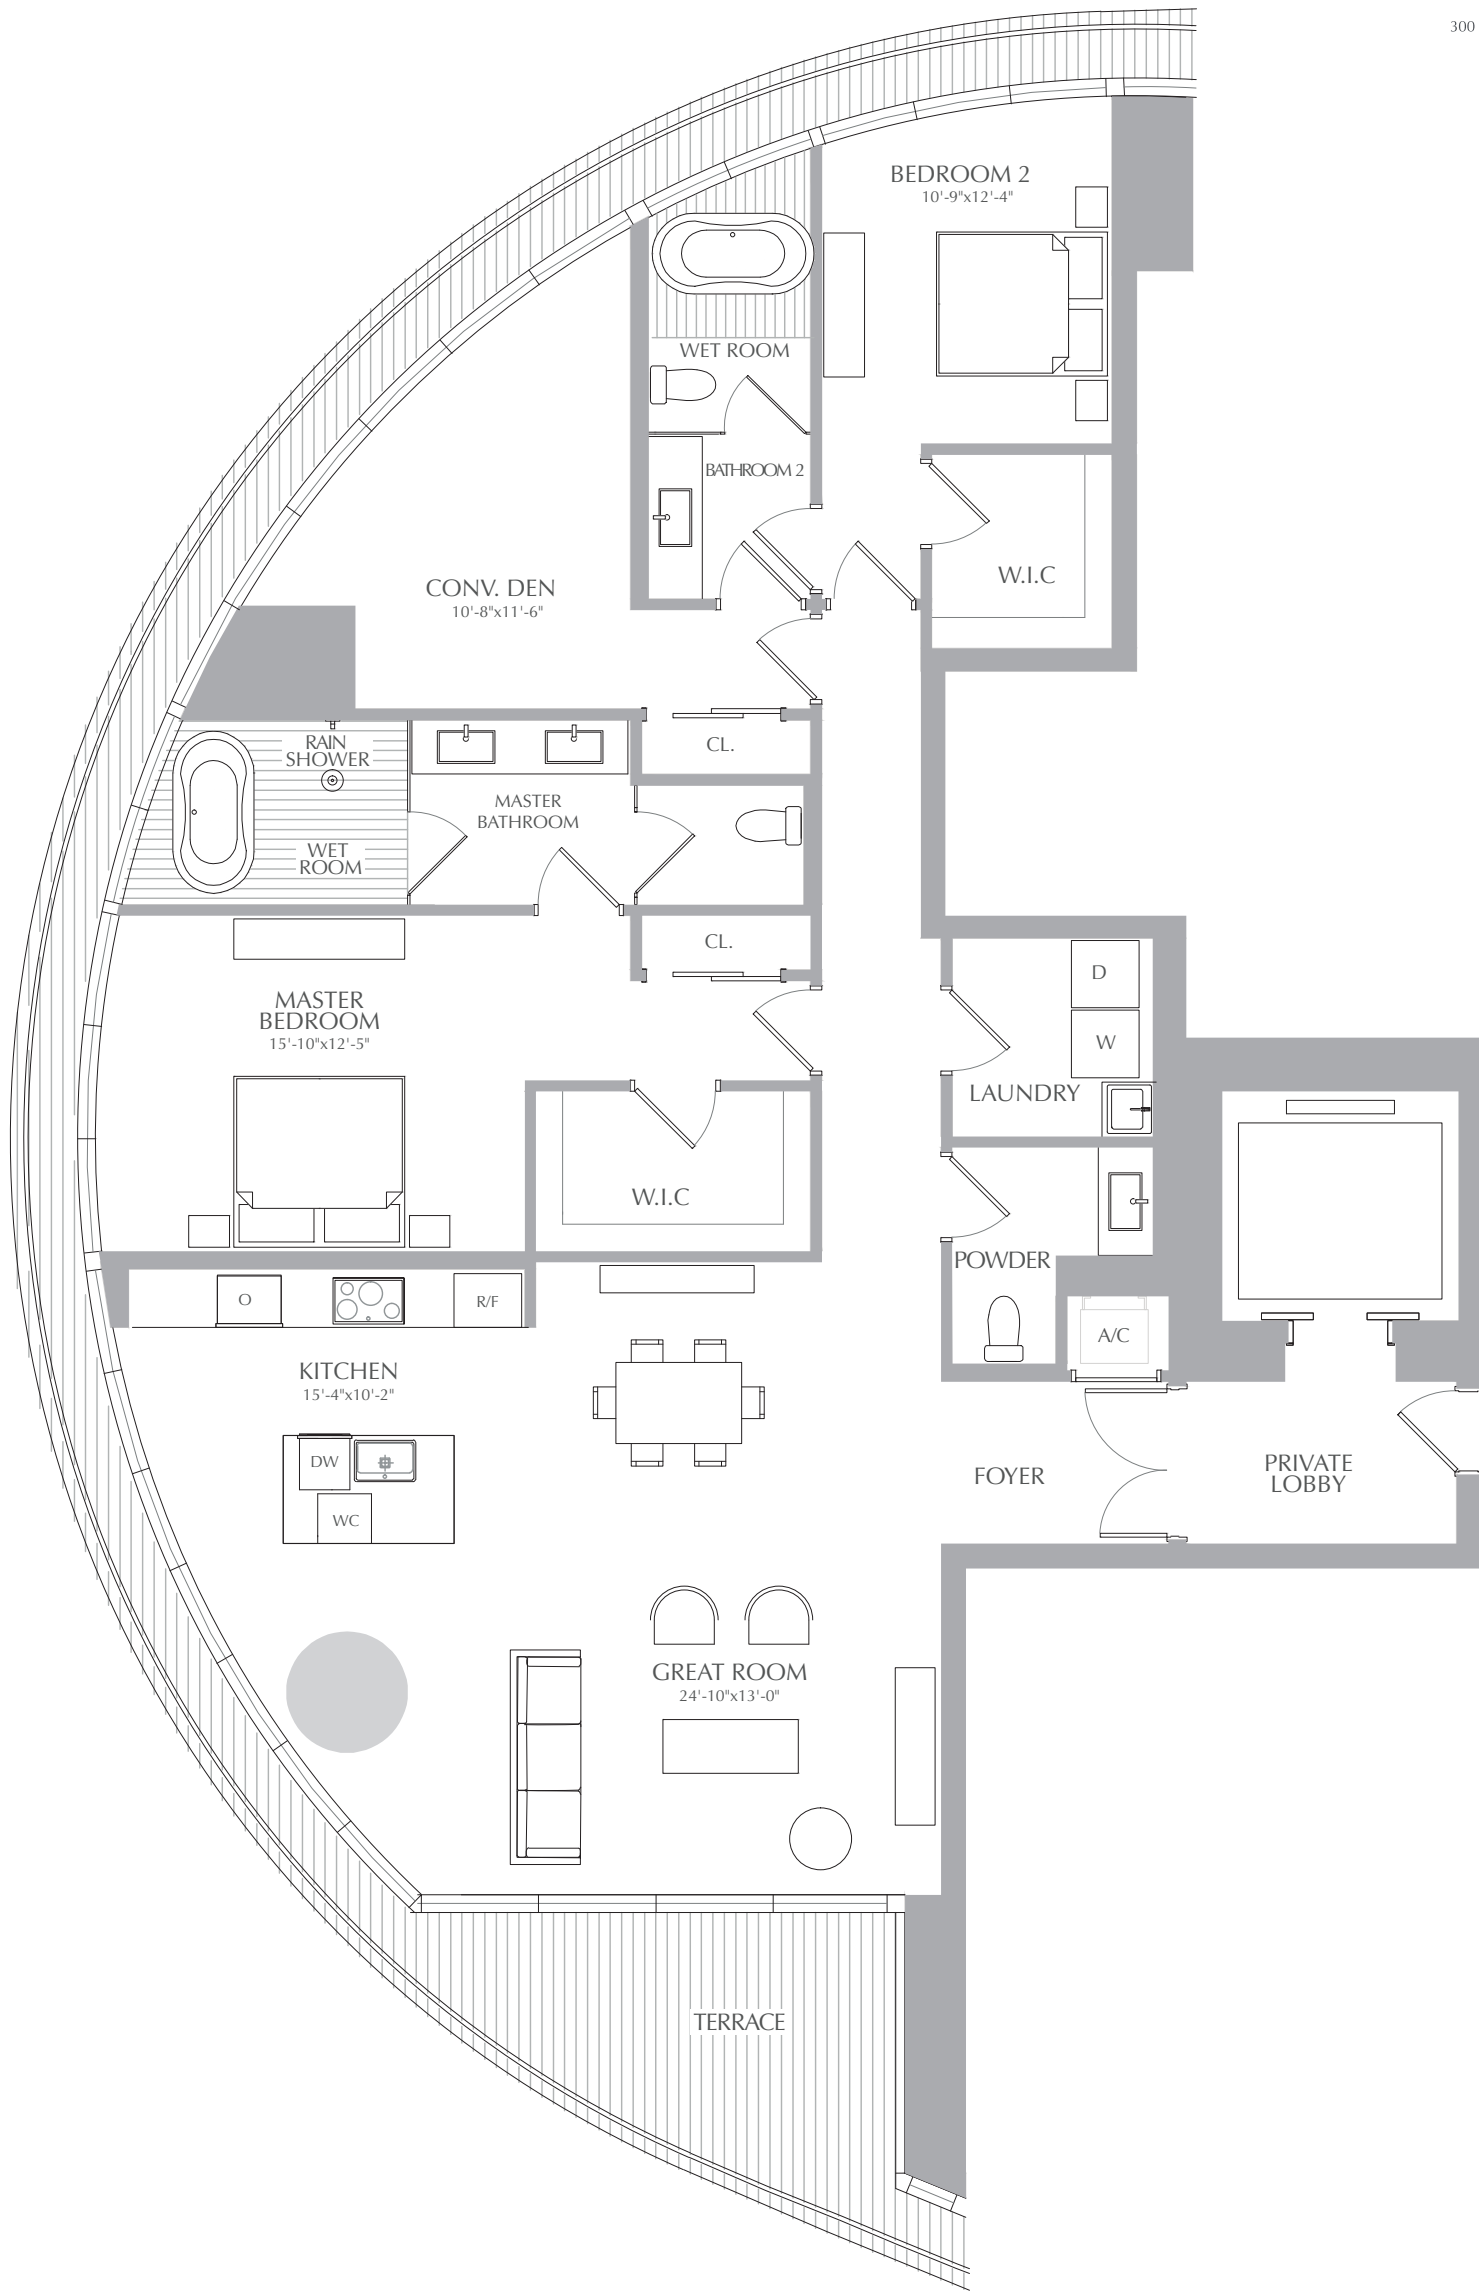 300
BEDROOM 2
10'-9"x12'-4"
WET ROOM
BATHROOM 2
W.I.C
CONV. DEN
10'-8"x11'-6"
CL.
RAIN
SHOWER
MASTER
BATHROOM
WET
ROOM
CL.
D
MASTER
BEDROOM
15'-10"x12'-5"
W
LAUNDRY
W.I.C
POWDER
O
R/F
A/C
KITCHEN
15'-4"x10'-2"
DW
WC
FOYER
PRIVATE
LOBBY
GREAT ROOM
24'-10"x13'-0"
TERRACE